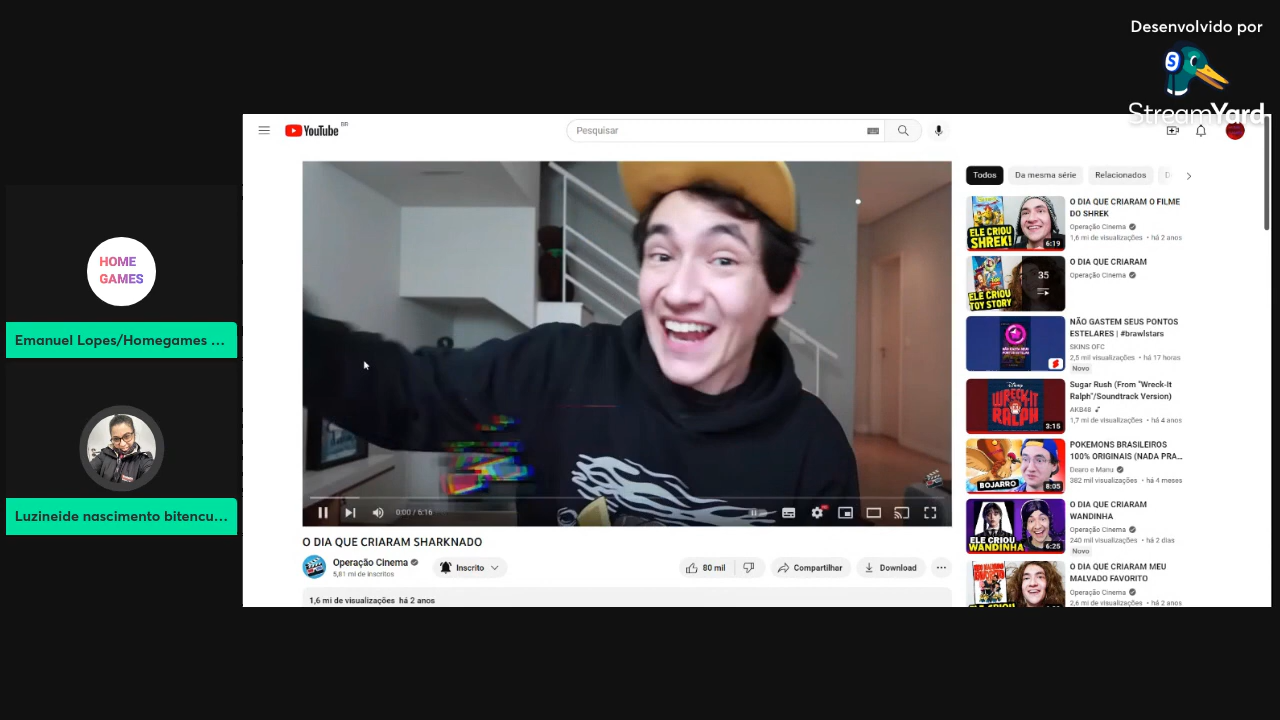 Desenvolvido por
S
StreamYard
YouTube BR
Pesquisar
HOME
GAMES
Emanuel Lopes/Homegames ...
Luzineide nascimento bitencu...
0:00 / 6:16
O DIA QUE CRIARAM SHARKNADO
Operação Cinema
5,81 mi de inscritos
Inscrito
80 mil
Compartilhar
Download
1,6 mi de visualizações há 2 anos
Todos
Da mesma série
Relacionados
D
ELE CRIOU
SHREK!
6:19
O DIA QUE CRIARAM O FILME
DO SHREK
Operação Cinema
1,6 mi de visualizações • há 2 anos
ELE CRIOU
TOY STORY
35
O DIA QUE CRIARAM
Operação Cinema
NÃO GASTEM SEUS PONTOS
ESTELARES | #brawlstars
SKINS OFC
2,5 mil visualizações • há 17 horas
Novo
Disney
WRECK-IT
RALPH
3:15
Sugar Rush (From "Wreck-It
Ralph"/Soundtrack Version)
AKB48
1,7 mi de visualizações • há 4 anos
BOJARRO
8:05
POKEMONS BRASILEIROS
100% ORIGINAIS (NADA PRA...
Dearo e Manu
382 mil visualizações • há 4 meses
ELE CRIOU
WANDINHA
6:25
O DIA QUE CRIARAM
WANDINHA
Operação Cinema
240 mil visualizações • há 2 dias
Novo
O DIA QUE CRIARAM MEU
MALVADO FAVORITO
Operação Cinema
2,6 mi de visualizações • há 2 anos